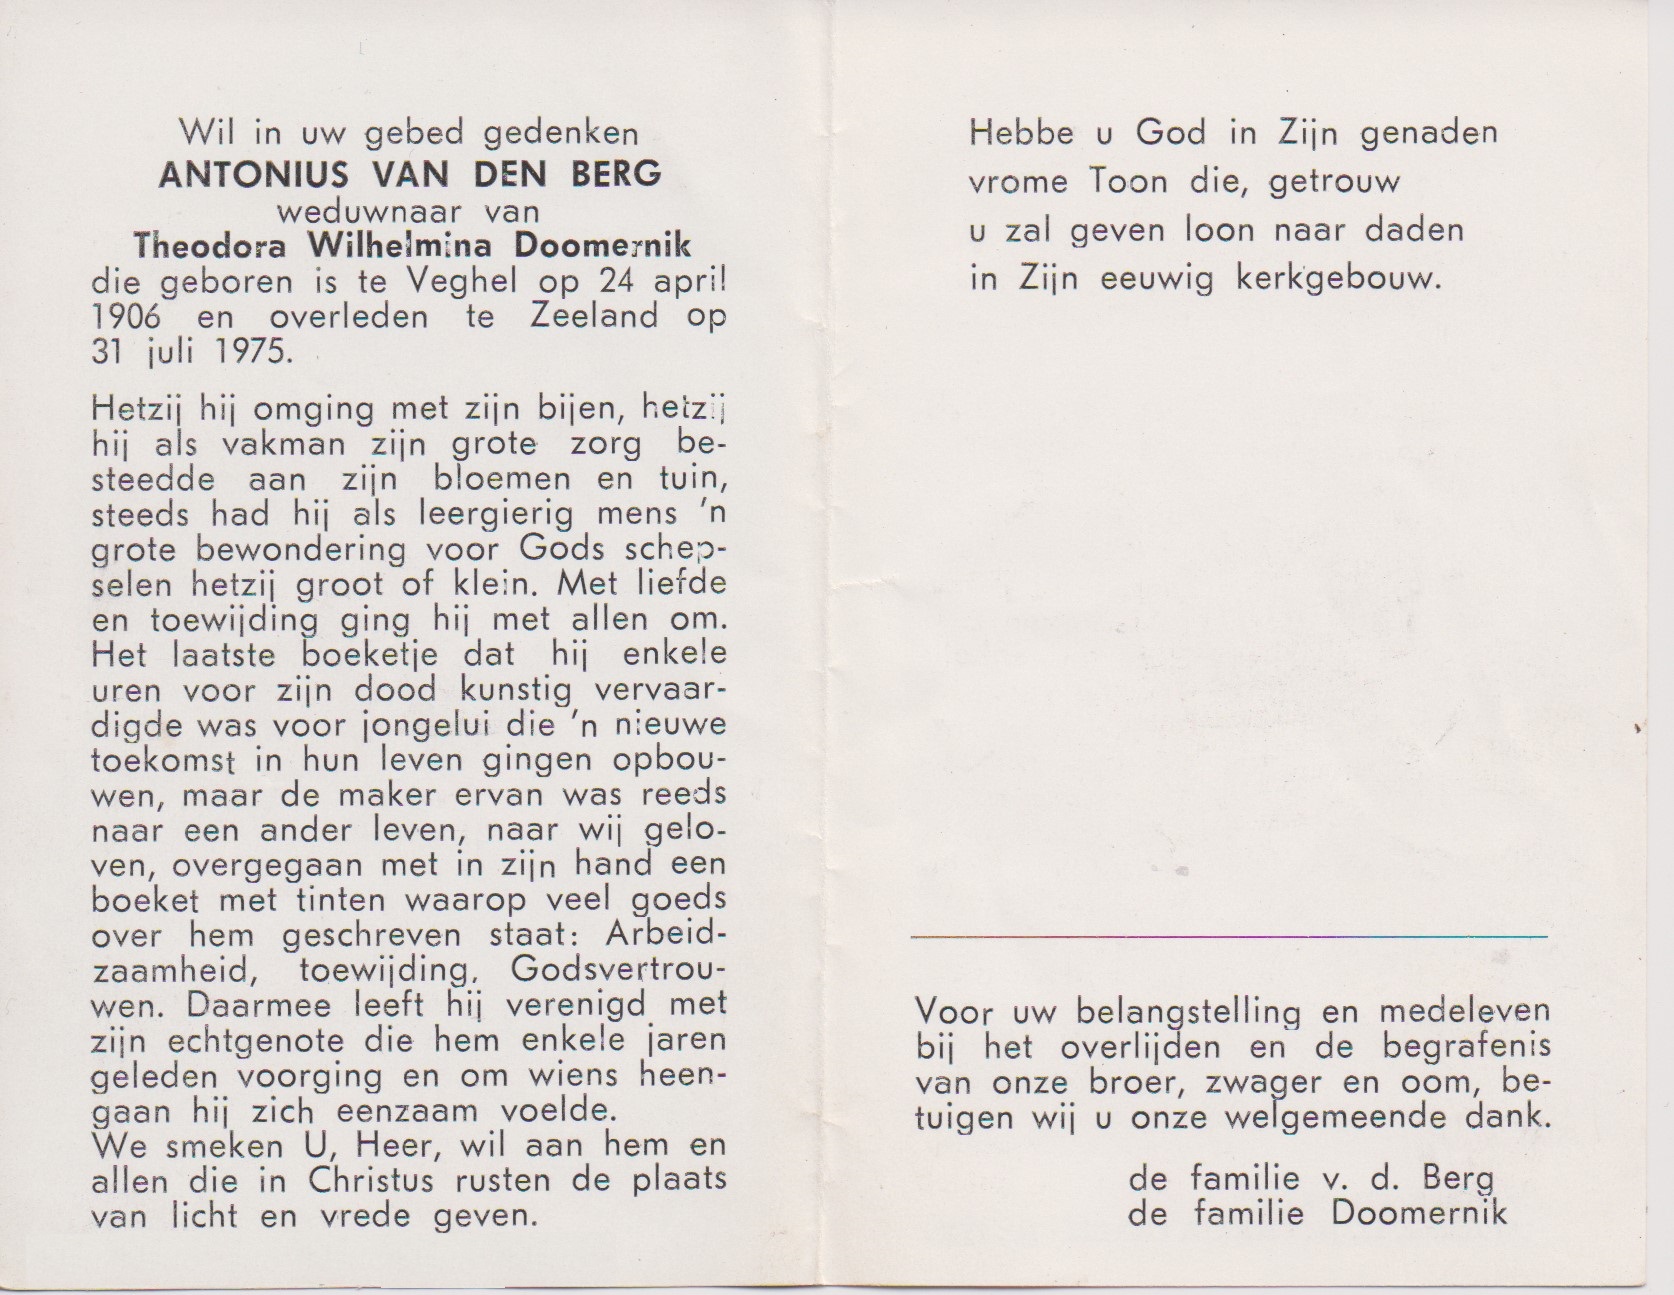 Wil in uw gebed gedenken
ANTONIUS VAN DEN BERG
weduwnaar van
Theodora Wilhelmina Doomernik
die geboren is te Veghel op 24 april
1906 en overleden te Zeeland op
31 juli 1975.
Hetzij hij omging met zijn bijen, hetzij
hij als vakman zijn grote zorg be-
steedde aan zijn bloemen en tuin,
steeds had hij als leergierig mens 'n
grote bewondering voor Gods schep-
selen hetzij groot of klein. Met liefde
en toewijding ging hij met allen om.
Het laatste boeketje dat hij enkele
uren voor zijn dood kunstig vervaar-
digde was voor jongelui die 'n nieuwe
toekomst in hun leven gingen opbou-
wen, maar de maker ervan was reeds
naar een ander leven, naar wij gelo-
ven, overgegaan met in zijn hand een
boeket met tinten waarop veel goeds
over hem geschreven staat: Arbeid-
zaamheid, toewijding, Godsvertrou-
wen. Daarmee leeft hij verenigd met
zijn echtgenote die hem enkele jaren
geleden voorging en om wiens heen-
gaan hij zich eenzaam voelde.
We smeken U, Heer, wil aan hem en
allen die in Christus rusten de plaats
van licht en vrede geven.
Hebbe u God in Zijn genaden
vrome Toon die, getrouw
u zal geven loon naar daden
in Zijn eeuwig kerkgebouw.
Voor uw belangstelling en medeleven
bij het overlijden en de begrafenis
van onze broer, zwager en oom, be-
tuigen wij u onze welgemeende dank.
de familie v. d. Berg
de familie Doomernik